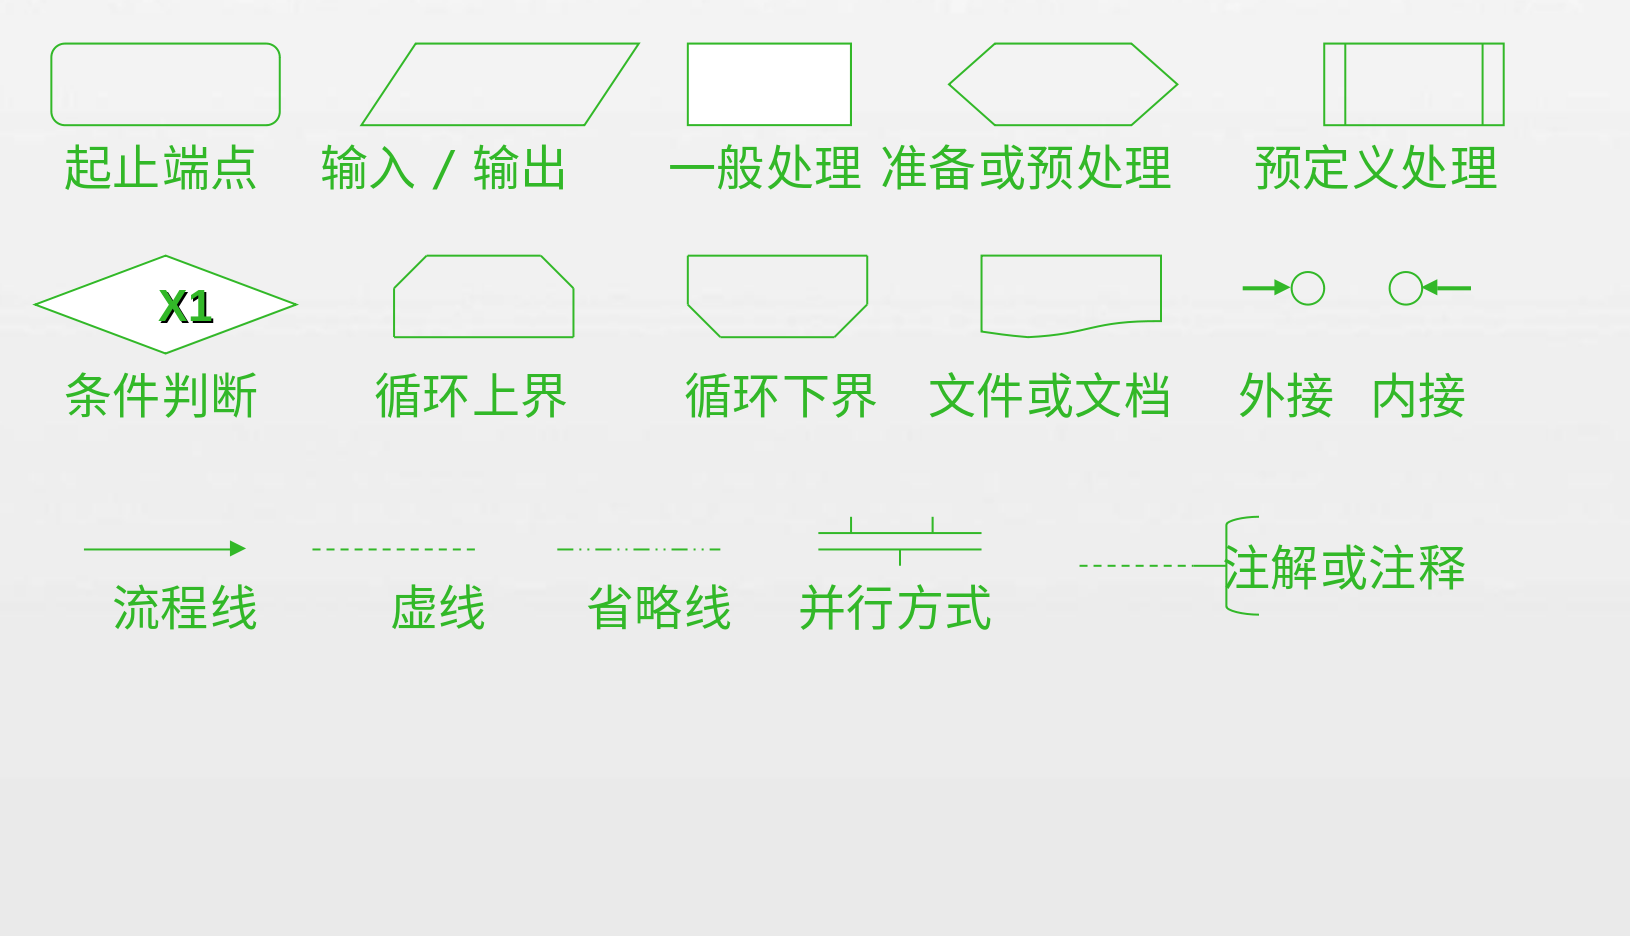 起止端点 输入 / 输出 一般处理 准备或预处理 预定义处理
X1
条件判断 循环上界 循环下界 文件或文档 外接 内接
注解或注释
流程线 虚线 省略线 并行方式